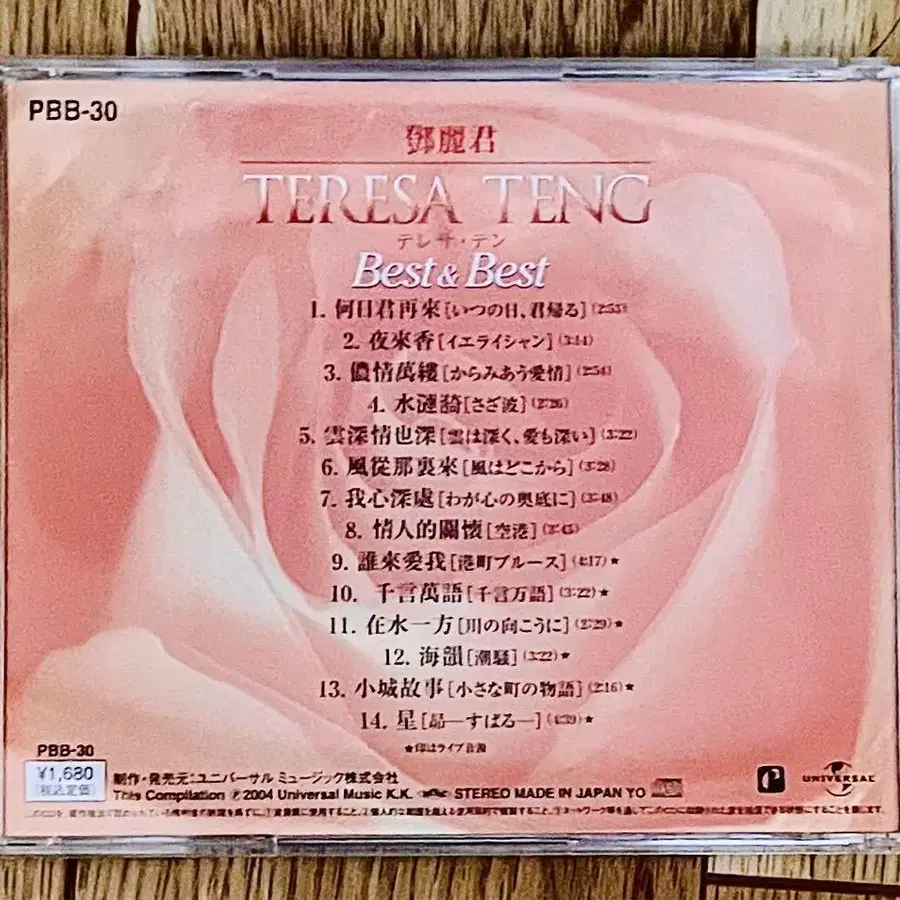 PBB-30
鄧麗君
TERESA TENG
テレサ・テン
Best & Best
1. 何日君再來[いつの日、君帰る](2:53)
2. 夜來香[イエライシャン](3:14)
3. 儂情萬縷[からみあう愛情](2:54)
4. 水漣漪[さざ波](2:26)
5. 雲深情也深[雲は深く、愛も深い](3:22)
6. 風從那裏來[風はどこから](3:28)
7. 我心深處[わが心の奥底に](3:48)
8. 情人的關懷[空港](3:45)
9. 誰來愛我[港町ブルース](4:17)★
10. 千言萬語[千言万語](3:22)★
11. 在水一方[川の向こうに](2:29)★
12. 海韻[潮騒](3:22)★
13. 小城故事[小さな町の物語](2:16)★
14. 星[昴—すばる—](4:39)★
★印はライブ音源
PBB-30
¥1,680
(税込定価)
制作・発売元:ユニバーサル ミュージック株式会社
This Compilation ℗2004 Universal Music K.K. STEREO MADE IN JAPAN YO
UNIVERSAL